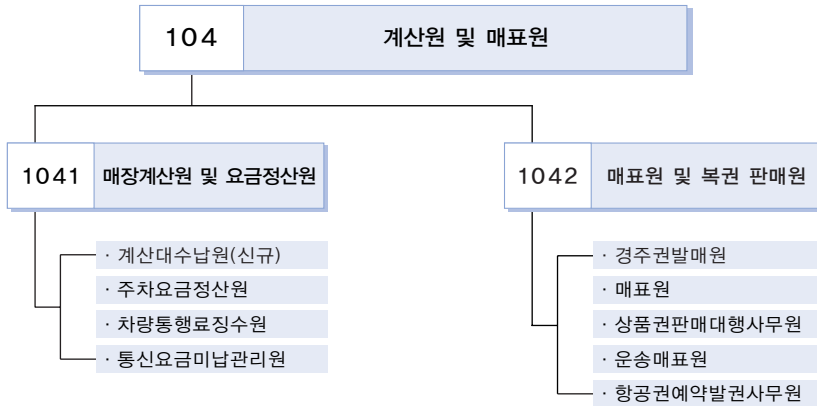 104 계산원 및 매표원
1041 매장계산원 및 요금정산원
· 계산대수납원(신규)
· 주차요금정산원
· 차량통행료징수원
· 통신요금미납관리원
1042 매표원 및 복권 판매원
· 경주권발매원
· 매표원
· 상품권판매대행사무원
· 운송매표원
· 항공권예약발권사무원